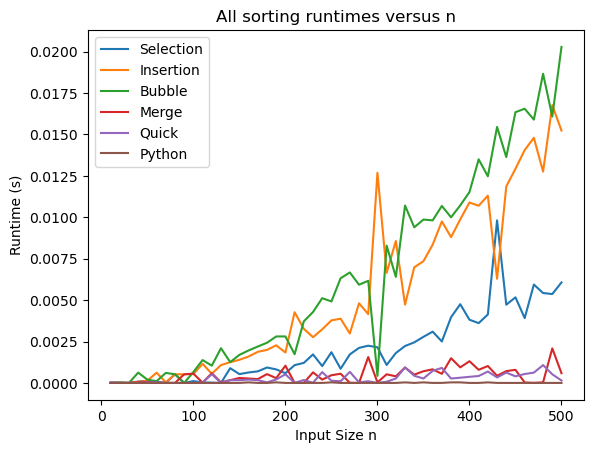 All sorting runtimes versus n
Selection
Insertion
Bubble
Merge
Quick
Python
Runtime (s)
0.0200
0.0175
0.0150
0.0125
0.0100
0.0075
0.0050
0.0025
0.0000
0 100 200 300 400 500
Input Size n